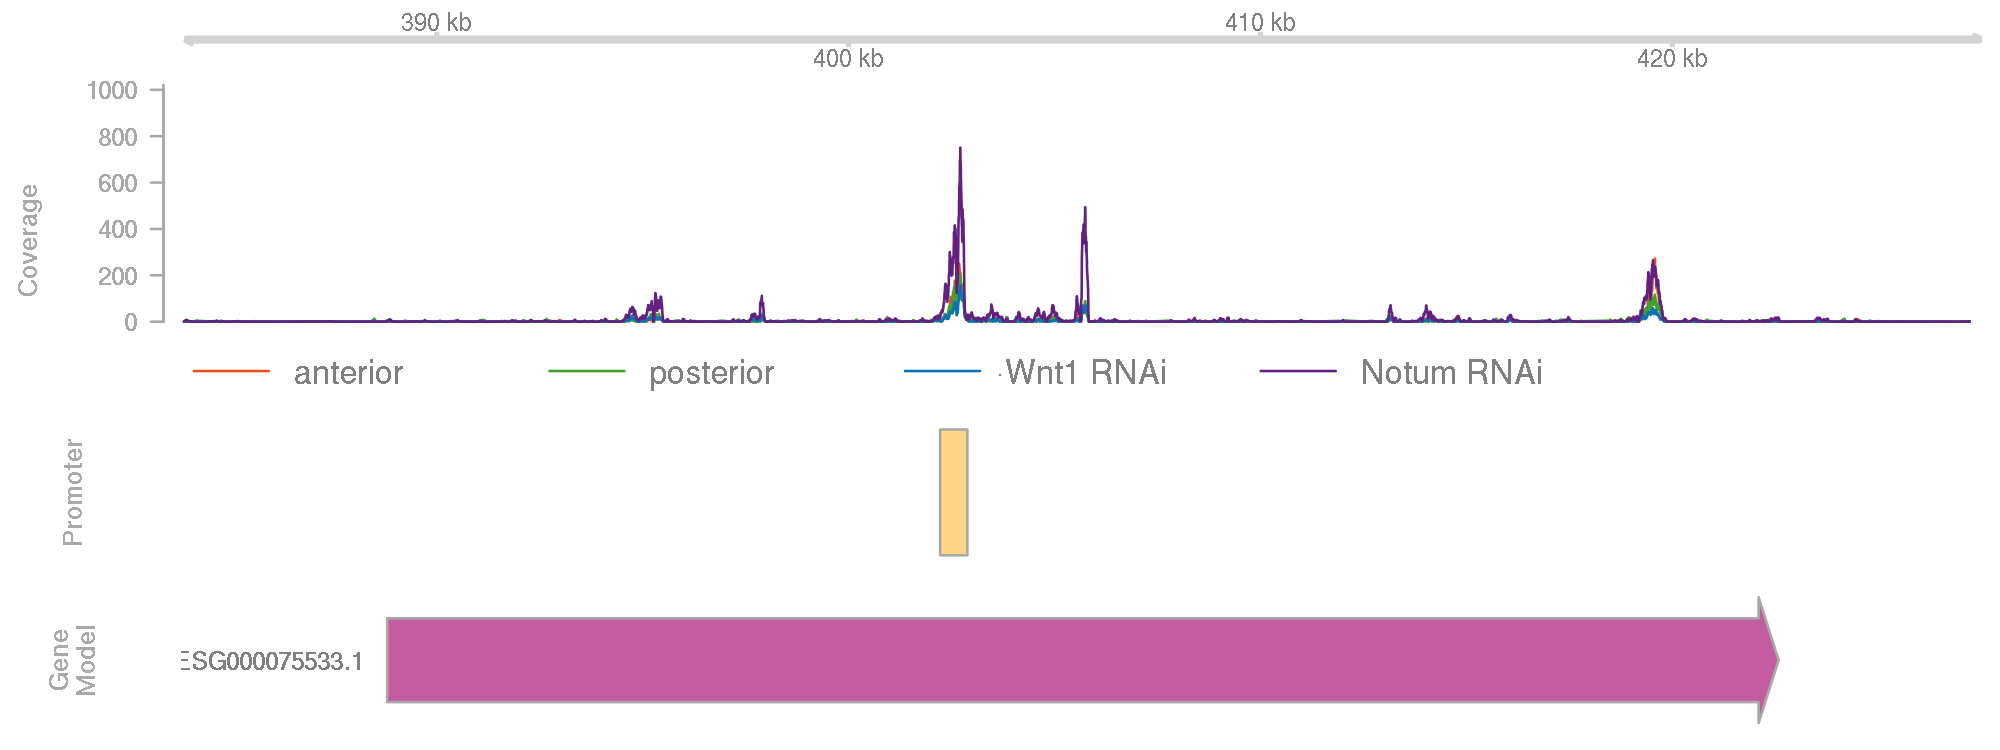 390 kb
410 kb
400 kb
420 kb
Coverage
1000
800
600
400
200
0
anterior
posterior
Wnt1 RNAi
Notum RNAi
Promoter
Gene
Model
ESG000075533.1